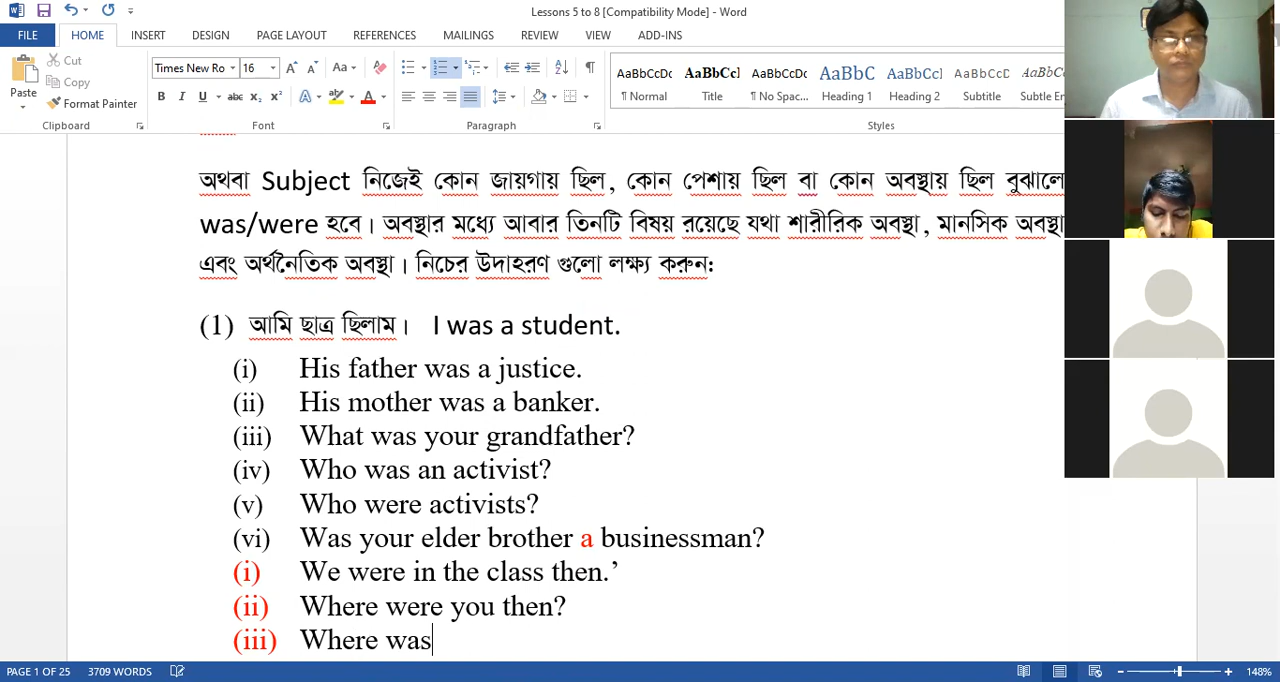 Lessons 5 to 8 [Compatibility Mode] - Word
FILE HOME INSERT DESIGN PAGE LAYOUT REFERENCES MAILINGS REVIEW VIEW ADD-INS
Cut
Copy
Paste
Format Painter
Times New Ro 16
Clipboard Font Paragraph Styles
AaBbCcDc AaBbCcl AaBbCcDc AaBbC AaBbCcl AaBbCcD AaBbCcD
¶ Normal Title ¶ No Spac... Heading 1 Heading 2 Subtitle Subtle Em
অথবা Subject নিজেই কোন জায়গায় ছিল, কোন পেশায় ছিল বা কোন অবস্থায় ছিল বুঝালে
was/were হবে। অবস্থার মধ্যে আবার তিনটি বিষয় রয়েছে যথা শারীরিক অবস্থা, মানসিক অবস্থা
এবং অর্থনৈতিক অবস্থা। নিচের উদাহরণ গুলো লক্ষ্য করুন:
(1) আমি ছাত্র ছিলাম। I was a student.
(i) His father was a justice.
(ii) His mother was a banker.
(iii) What was your grandfather?
(iv) Who was an activist?
(v) Who were activists?
(vi) Was your elder brother a businessman?
(i) We were in the class then.’
(ii) Where were you then?
(iii) Where was
PAGE 1 OF 25 3709 WORDS 148%